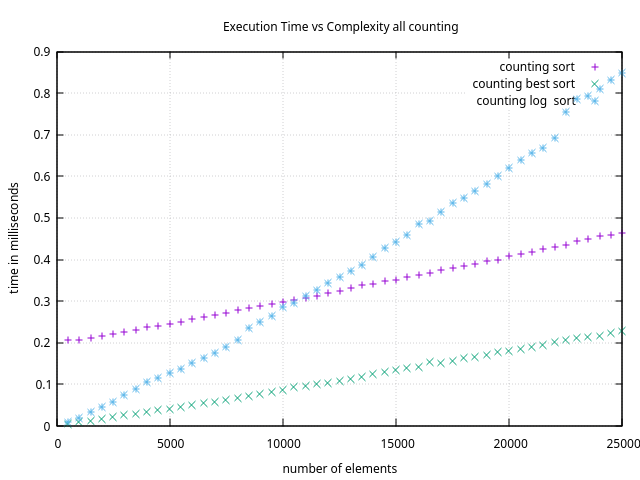 Execution Time vs Complexity all counting
0.9
0.8
0.7
0.6
0.5
0.4
0.3
0.2
0.1
0
time in milliseconds
counting sort
counting best sort
counting log  sort
0 5000 10000 15000 20000 25000
number of elements